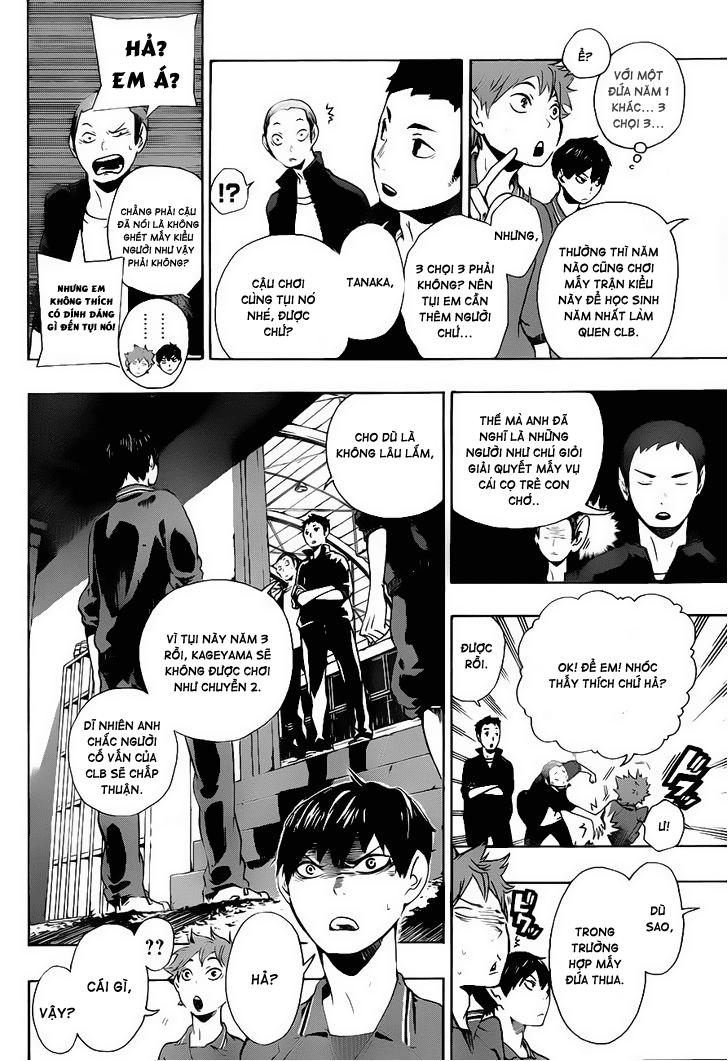 Ể?
VỚI MỘT
ĐỨA NĂM 1
KHÁC... 3
CHỌI 3...
THƯỜNG THÌ NĂM
NÀO CŨNG CHƠI
MẤY TRẬN KIỂU
NÀY ĐỂ HỌC SINH
NĂM NHẤT LÀM
QUEN CLB.
NHƯNG,
3 CHỌI 3 PHẢI
KHÔNG? NÊN
TỤI EM CẦN
THÊM NGƯỜI
CHỨ...
TANAKA,
CẬU CHƠI
CÙNG TỤI NÓ
NHÉ, ĐƯỢC
CHỨ?
!?
HẢ?
EM Á?
CHẲNG PHẢI CẬU
ĐÃ NÓI LÀ KHÔNG
GHÉT MẤY KIỂU
NGƯỜI NHƯ VẬY
PHẢI KHÔNG?
NHƯNG EM
KHÔNG THÍCH
CÓ DÍNH DÁNG
GÌ ĐẾN TỤI NÓ!
THẾ MÀ ANH ĐÃ
NGHĨ LÀ NHỮNG
NGƯỜI NHƯ CHÚ GIỎI
GIẢI QUYẾT MẤY VỤ
CÃI CỌ TRẺ CON
CHỚ..
OK! ĐỂ EM! NHÓC
THẤY THÍCH CHỨ HẢ?
ĐƯỢC
RỒI.
Ư!
ドス
DÙ
SAO,
TRONG
TRƯỜNG
HỢP MẤY
ĐỨA THUA.
CHO DÙ LÀ
KHÔNG LÂU LẮM,
VÌ TỤI NÀY NĂM 3
RỒI, KAGEYAMA SẼ
KHÔNG ĐƯỢC CHƠI
NHƯ CHUYỀN 2.
DĨ NHIÊN ANH
CHẮC NGƯỜI
CỐ VẤN CỦA
CLB SẼ CHẤP
THUẬN.
HẢ?
??
CÁI GÌ,
VẬY?